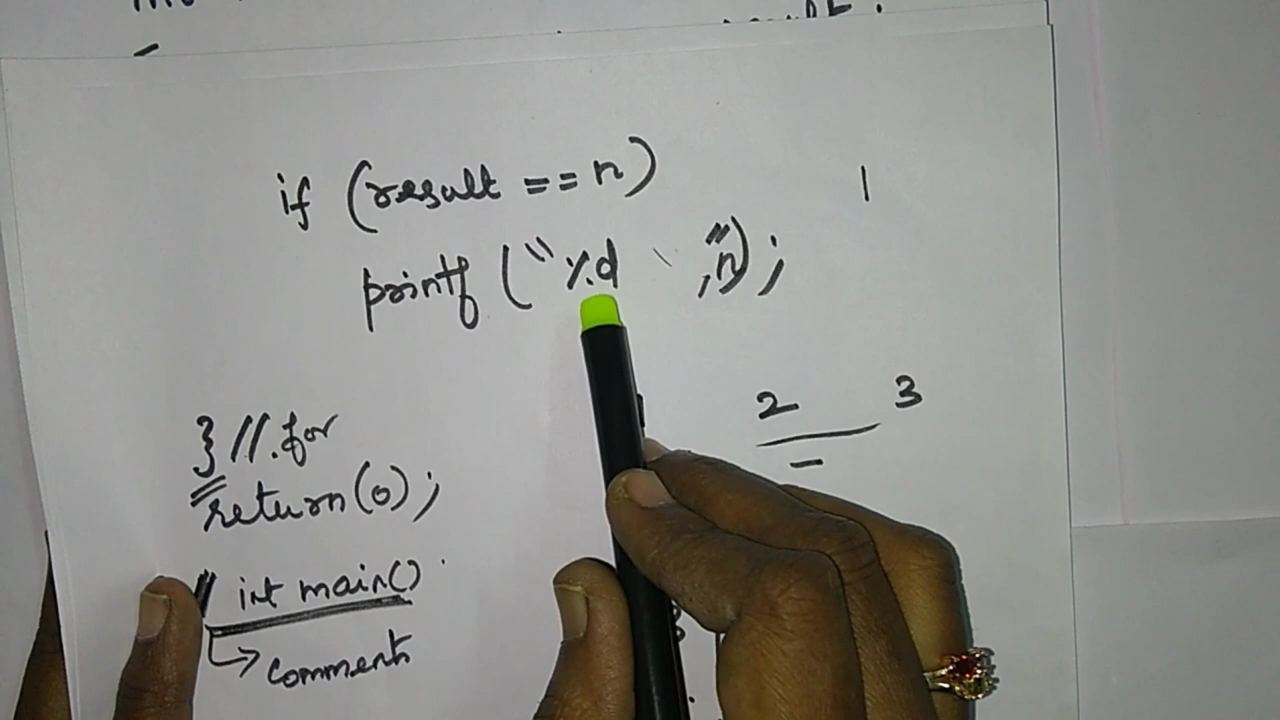 if (result == n) 1
printf ("%d ",n);
2 3
} // for
return(0);
// int main()
comment